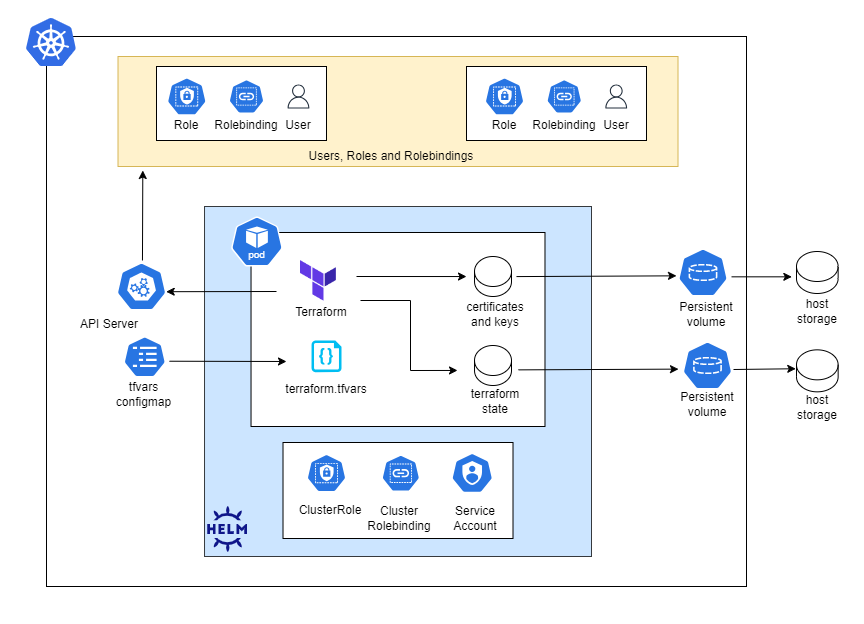 Role
Rolebinding
User
Role
Rolebinding
User
Users, Roles and Rolebindings
pod
Terraform
certificates
and keys
Persistent
volume
host
storage
API Server
tfvars
configmap
terraform.tfvars
terraform
state
Persistent
volume
host
storage
ClusterRole
Cluster
Rolebinding
Service
Account
HELM